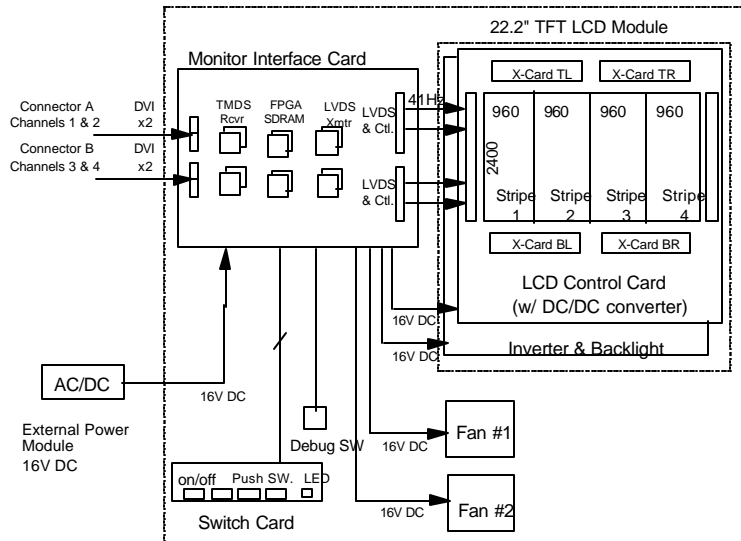 22.2" TFT LCD Module
Monitor Interface Card
X-Card TL
X-Card TR
Connector A
Channels 1 & 2
DVI
x2
TMDS
Rcvr
FPGA
SDRAM
LVDS
Xmtr
LVDS
& Ctl.
41Hz
960
960
960
960
Connector B
Channels 3 & 4
DVI
x2
LVDS
& Ctl.
2400
Stripe
1
Stripe
2
Stripe
3
Stripe
4
X-Card BL
X-Card BR
LCD Control Card
(w/ DC/DC converter)
16V DC
16V DC
Inverter & Backlight
AC/DC
16V DC
External Power
Module
16V DC
Debug SW
16V DC
Fan #1
on/off
Push SW.
LED
Switch Card
16V DC
Fan #2